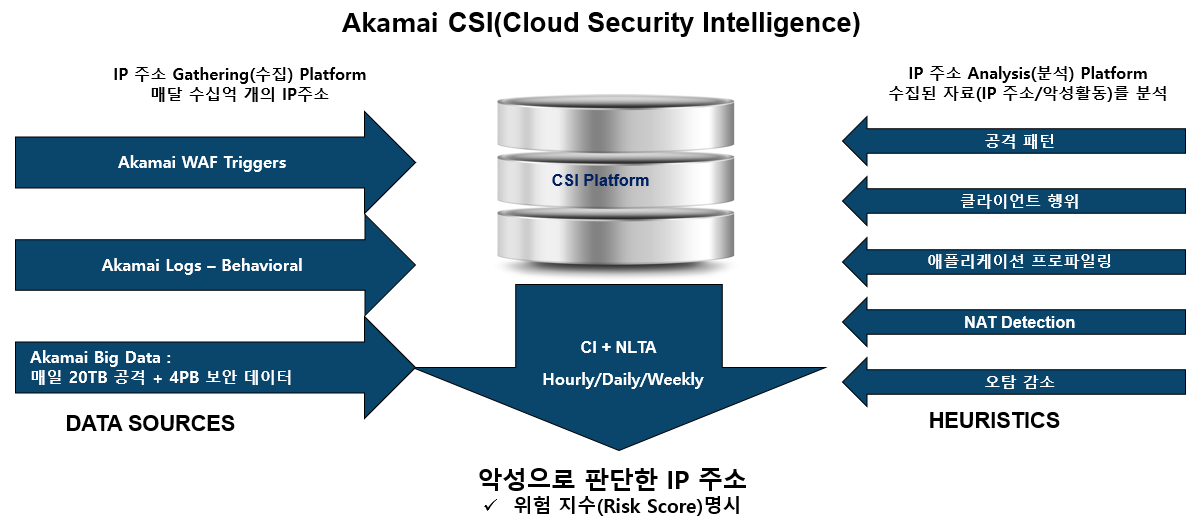 Akamai CSI(Cloud Security Intelligence)
IP 주소 Gathering(수집) Platform
매달 수십억 개의 IP주소
Akamai WAF Triggers
Akamai Logs – Behavioral
Akamai Big Data :
매일 20TB 공격 + 4PB 보안 데이터
DATA SOURCES
CSI Platform
CI + NLTA
Hourly/Daily/Weekly
IP 주소 Analysis(분석) Platform
수집된 자료(IP 주소/악성활동)를 분석
공격 패턴
클라이언트 행위
애플리케이션 프로파일링
NAT Detection
오탐 감소
HEURISTICS
악성으로 판단한 IP 주소
✓ 위험 지수(Risk Score)명시